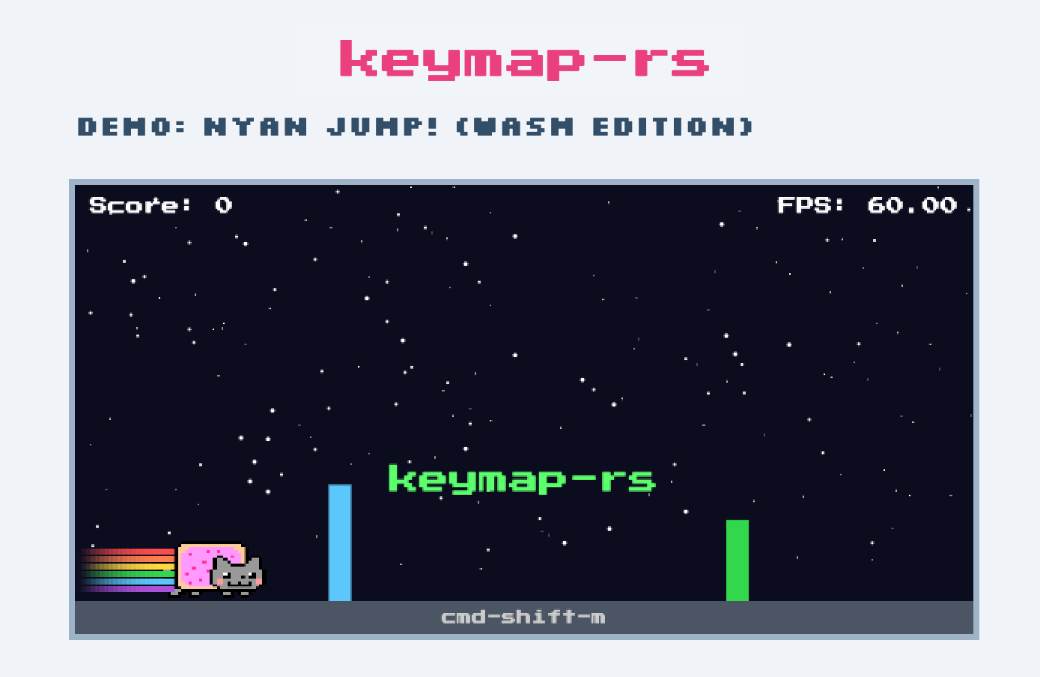 keymap-rs
DEMO: NYAN JUMP! (WASM EDITION)
Score: 0
FPS: 60.00
keymap-rs
cmd-shift-m